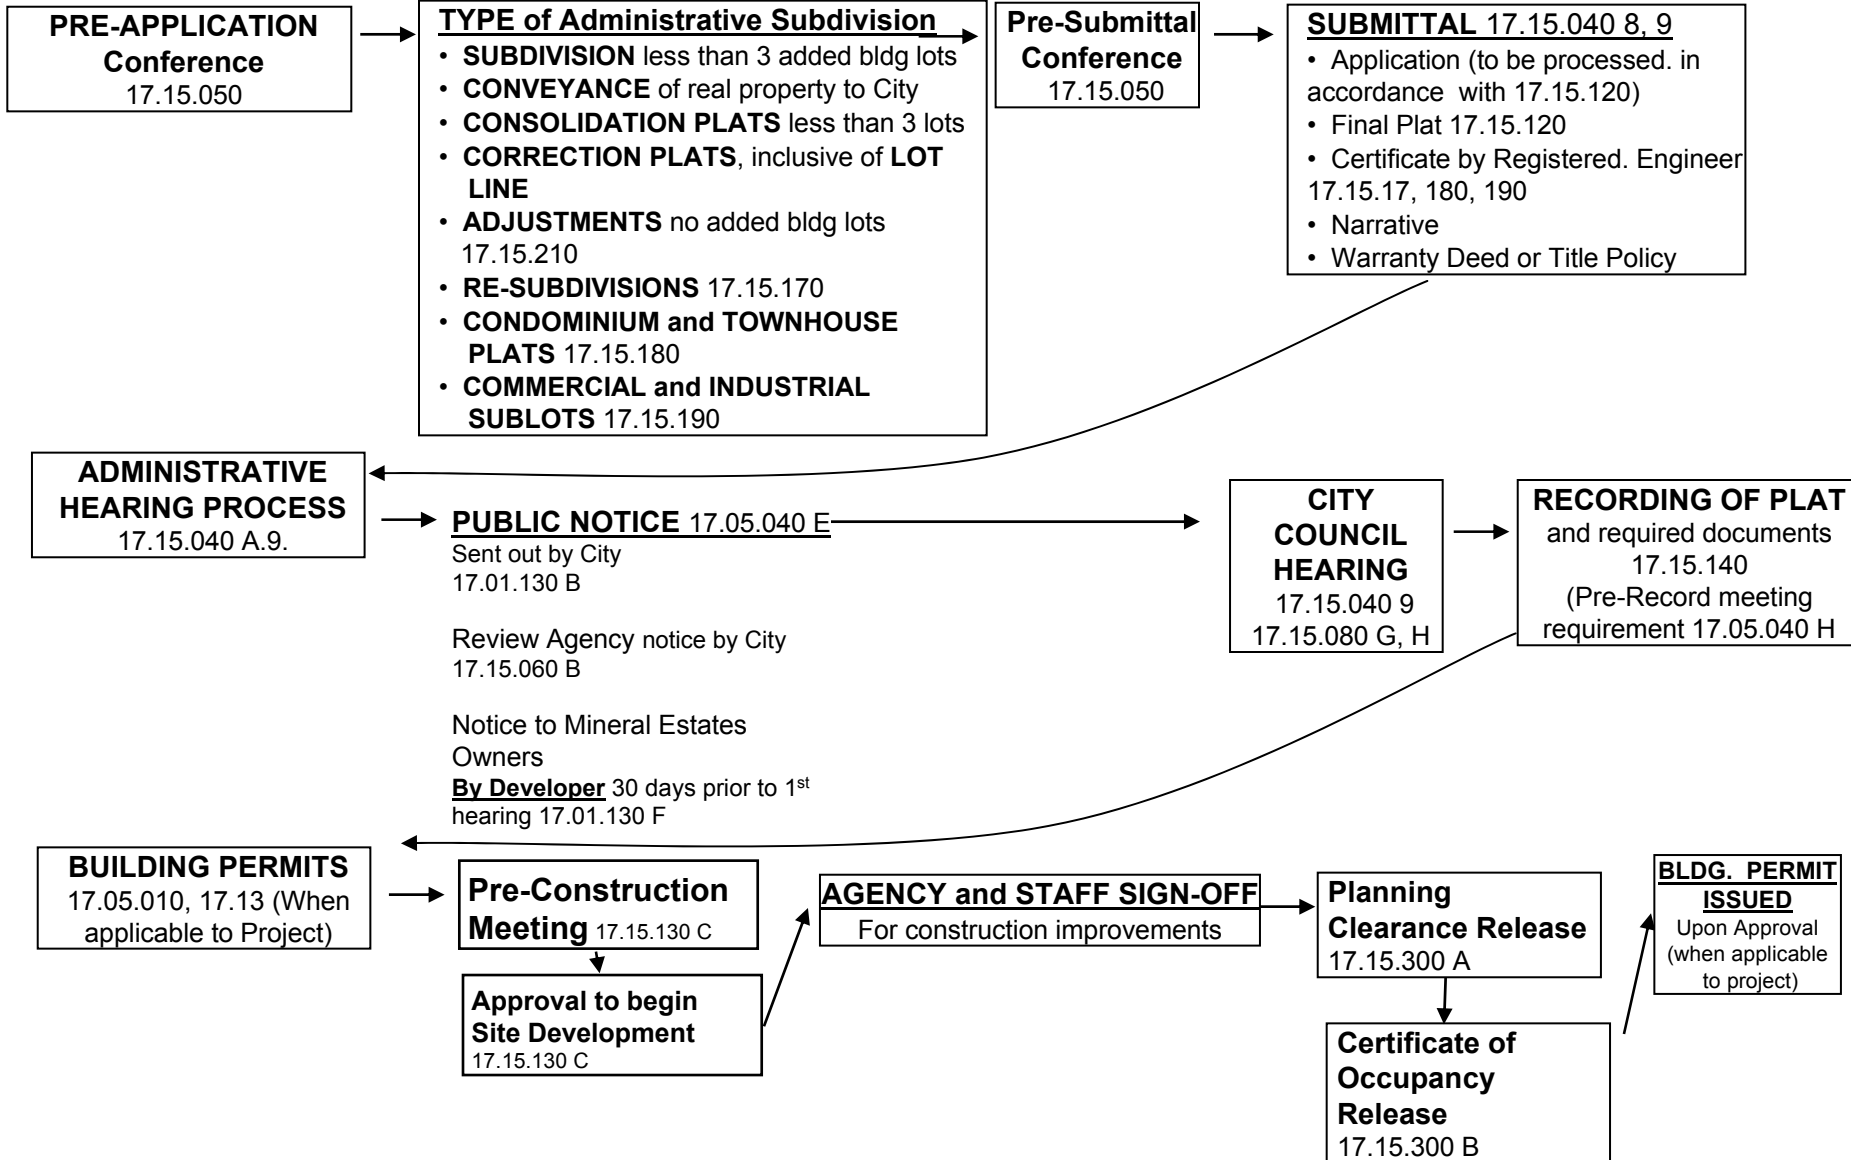 PRE-APPLICATION
Conference
17.15.050
TYPE of Administrative Subdivision
• SUBDIVISION less than 3 added bldg lots
• CONVEYANCE of real property to City
• CONSOLIDATION PLATS less than 3 lots
• CORRECTION PLATS, inclusive of LOT
LINE
• ADJUSTMENTS no added bldg lots
17.15.210
• RE-SUBDIVISIONS 17.15.170
• CONDOMINIUM and TOWNHOUSE
PLATS 17.15.180
• COMMERCIAL and INDUSTRIAL
SUBLOTS 17.15.190
Pre-Submittal
Conference
17.15.050
SUBMITTAL 17.15.040 8, 9
• Application (to be processed. in
accordance with 17.15.120)
• Final Plat 17.15.120
• Certificate by Registered. Engineer
17.15.17, 180, 190
• Narrative
• Warranty Deed or Title Policy
ADMINISTRATIVE
HEARING PROCESS
17.15.040 A.9.
PUBLIC NOTICE 17.05.040 E
Sent out by City
17.01.130 B
Review Agency notice by City
17.15.060 B
Notice to Mineral Estates
Owners
By Developer 30 days prior to 1st
hearing 17.01.130 F
CITY
COUNCIL
HEARING
17.15.040 9
17.15.080 G, H
RECORDING OF PLAT
and required documents
17.15.140
(Pre-Record meeting
requirement 17.05.040 H
BUILDING PERMITS
17.05.010, 17.13 (When
applicable to Project)
Pre-Construction
Meeting 17.15.130 C
Approval to begin
Site Development
17.15.130 C
AGENCY and STAFF SIGN-OFF
For construction improvements
Planning
Clearance Release
17.15.300 A
Certificate of
Occupancy
Release
17.15.300 B
BLDG. PERMIT
ISSUED
Upon Approval
(when applicable
to project)